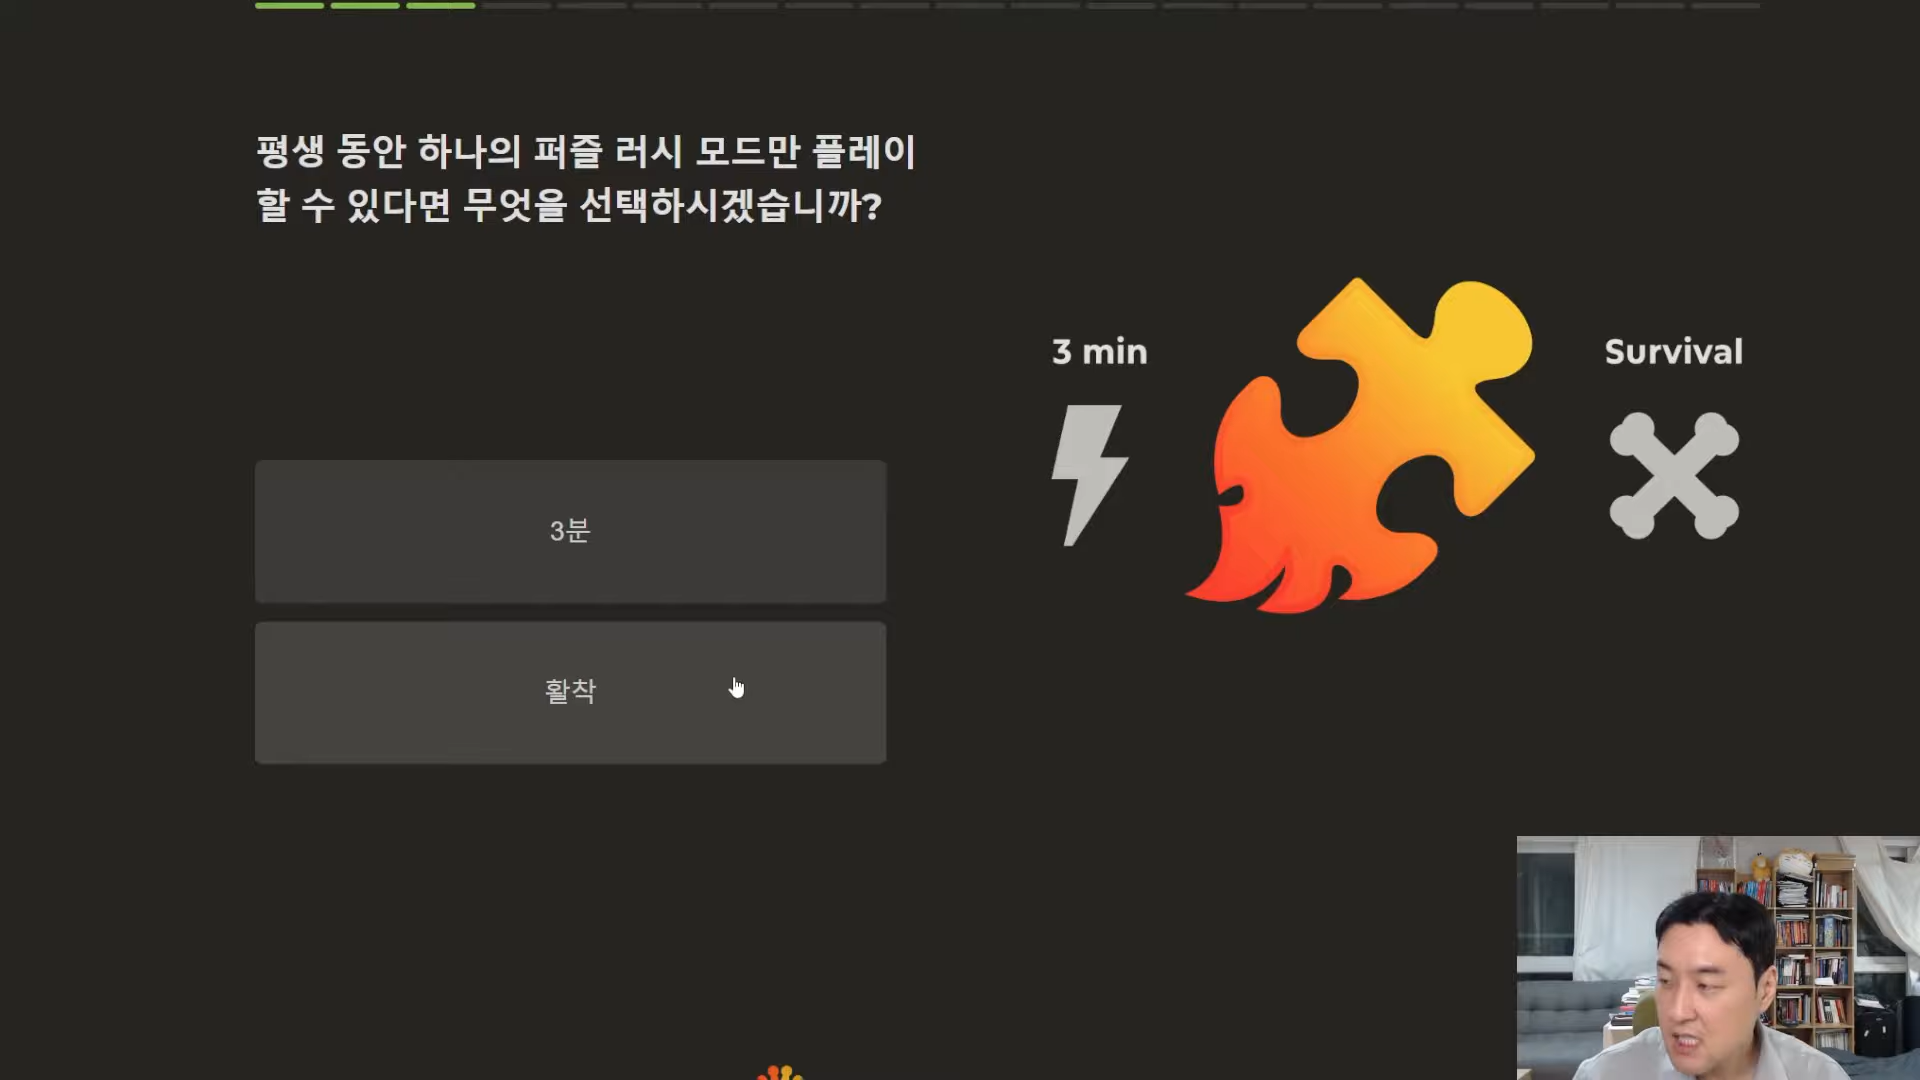 평생 동안 하나의 퍼즐 러시 모드만 플레이
할 수 있다면 무엇을 선택하시겠습니까?
3 min
Survival
3분
활착